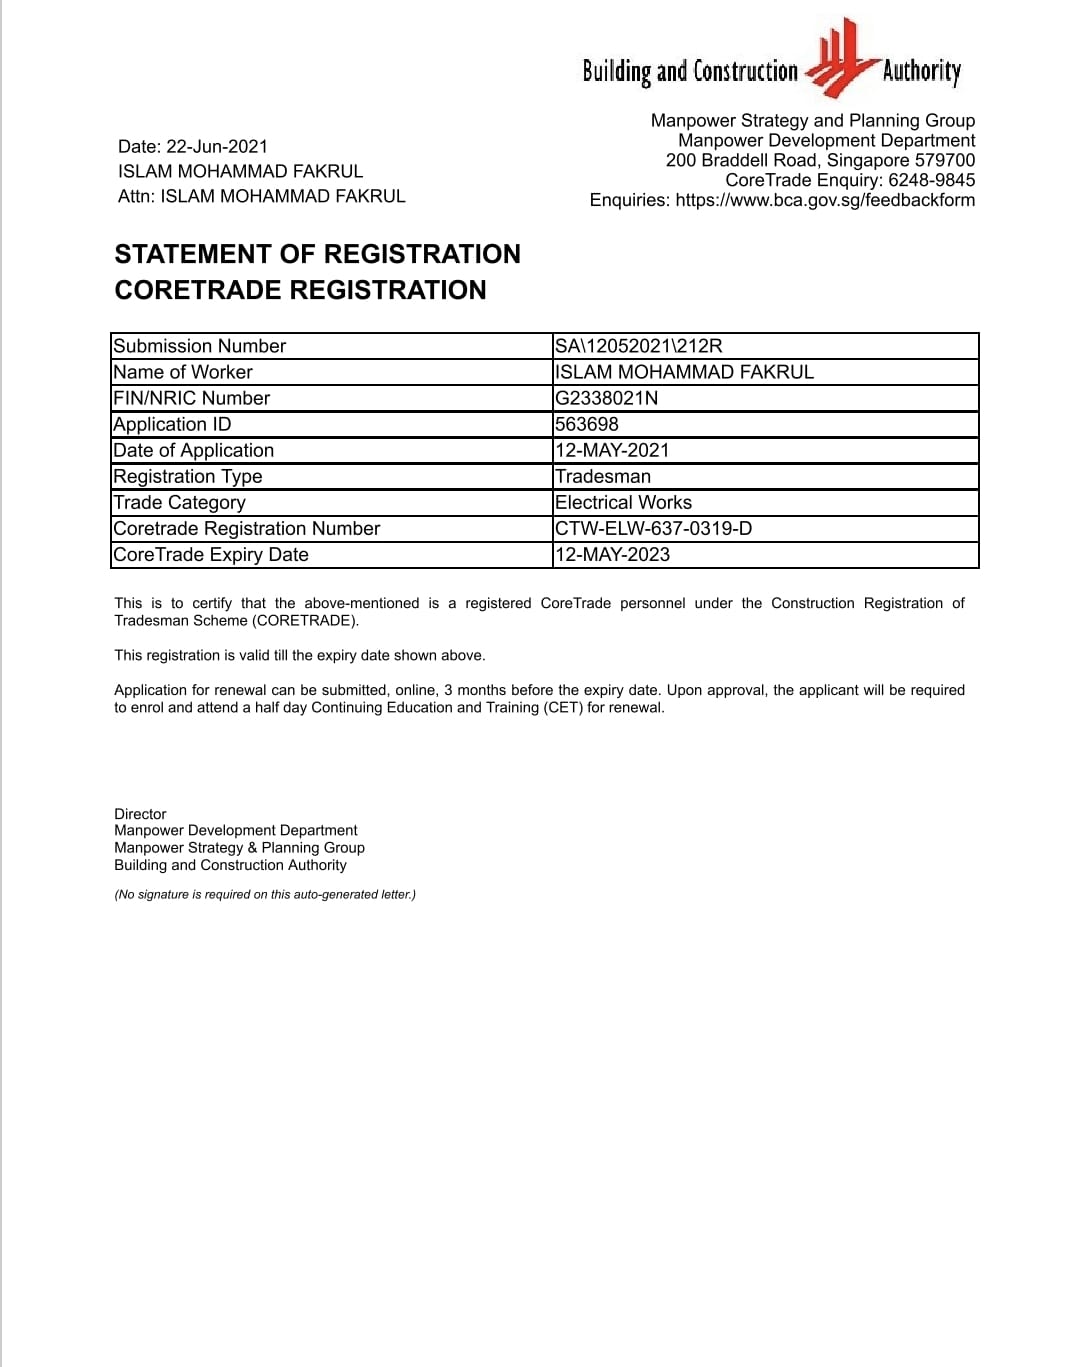 Building and Construction Authority
Manpower Strategy and Planning Group
Manpower Development Department
200 Braddell Road, Singapore 579700
CoreTrade Enquiry: 6248-9845
Enquiries: https://www.bca.gov.sg/feedbackform
Date: 22-Jun-2021
ISLAM MOHAMMAD FAKRUL
Attn: ISLAM MOHAMMAD FAKRUL
STATEMENT OF REGISTRATION
CORETRADE REGISTRATION
Submission Number SA\12052021\212R
Name of Worker ISLAM MOHAMMAD FAKRUL
FIN/NRIC Number G2338021N
Application ID 563698
Date of Application 12-MAY-2021
Registration Type Tradesman
Trade Category Electrical Works
Coretrade Registration Number CTW-ELW-637-0319-D
CoreTrade Expiry Date 12-MAY-2023
This is to certify that the above-mentioned is a registered CoreTrade personnel under the Construction Registration of
Tradesman Scheme (CORETRADE).
This registration is valid till the expiry date shown above.
Application for renewal can be submitted, online, 3 months before the expiry date. Upon approval, the applicant will be required
to enrol and attend a half day Continuing Education and Training (CET) for renewal.
Director
Manpower Development Department
Manpower Strategy & Planning Group
Building and Construction Authority
(No signature is required on this auto-generated letter.)